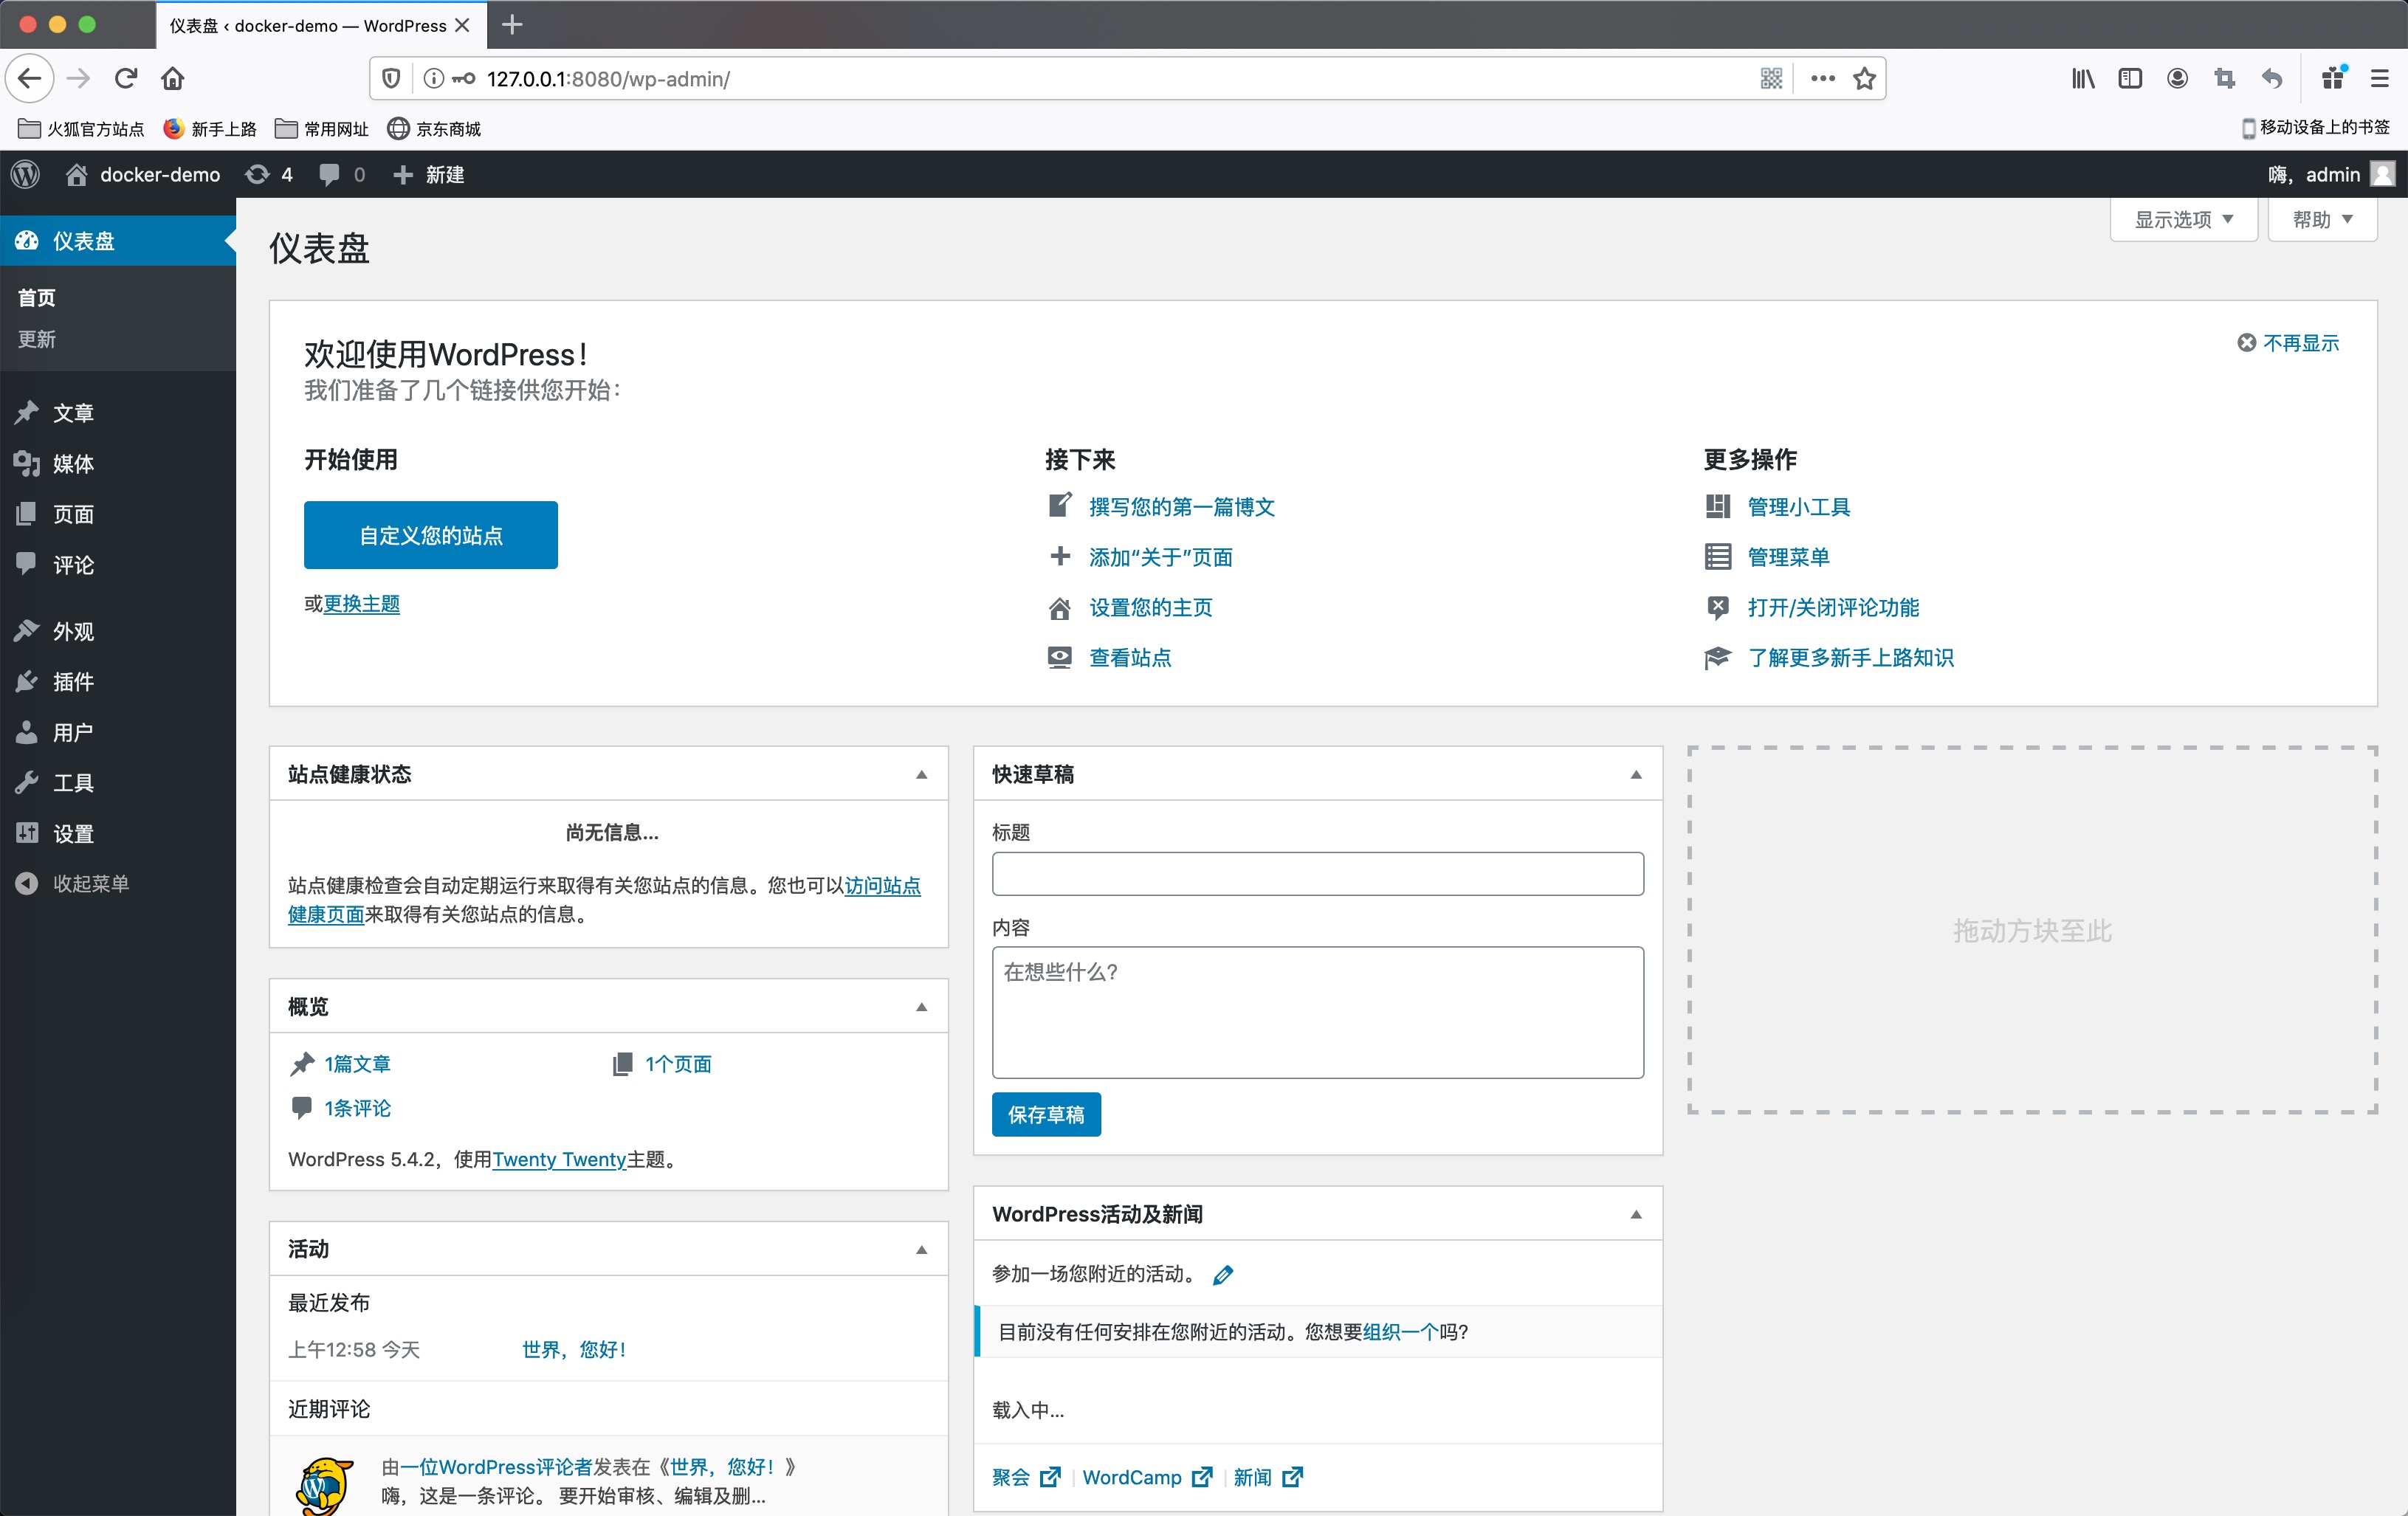 仪表盘 ‹ docker-demo — WordPress
127.0.0.1:8080/wp-admin/
火狐官方站点 新手上路 常用网址 京东商城 移动设备上的书签
docker-demo 4 0 新建 嗨，admin
显示选项 帮助
仪表盘
首页
更新
文章
媒体
页面
评论
外观
插件
用户
工具
设置
收起菜单
仪表盘
欢迎使用WordPress！
不再显示
我们准备了几个链接供您开始：
开始使用
自定义您的站点
或更换主题
接下来
撰写您的第一篇博文
添加“关于”页面
设置您的主页
查看站点
更多操作
管理小工具
管理菜单
打开/关闭评论功能
了解更多新手上路知识
站点健康状态
尚无信息…
站点健康检查会自动定期运行来取得有关您站点的信息。您也可以访问站点
健康页面来取得有关您站点的信息。
概览
1篇文章 1个页面
1条评论
WordPress 5.4.2，使用Twenty Twenty主题。
活动
最近发布
上午12:58 今天 世界，您好！
近期评论
由一位WordPress评论者发表在《世界，您好！》
嗨，这是一条评论。 要开始审核、编辑及删…
快速草稿
标题
内容
在想些什么？
保存草稿
WordPress活动及新闻
参加一场您附近的活动。
目前没有任何安排在您附近的活动。您想要组织一个吗？
载入中…
聚会 | WordCamp | 新闻
拖动方块至此